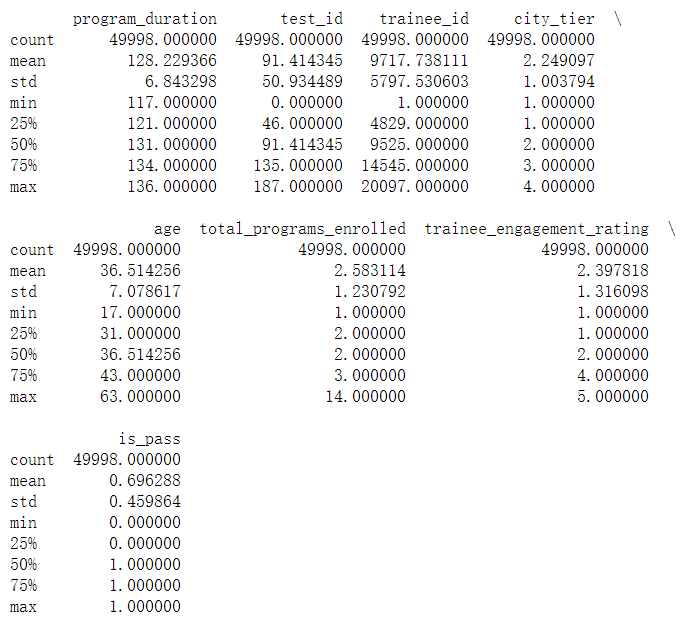 program_duration test_id trainee_id city_tier \
count 49998.000000 49998.000000 49998.000000 49998.000000
mean 128.229366 91.414345 9717.738111 2.249097
std 6.843298 50.934489 5797.530603 1.003794
min 117.000000 0.000000 1.000000 1.000000
25% 121.000000 46.000000 4829.000000 1.000000
50% 131.000000 91.414345 9525.000000 2.000000
75% 134.000000 135.000000 14545.000000 3.000000
max 136.000000 187.000000 20097.000000 4.000000
age total_programs_enrolled trainee_engagement_rating \
count 49998.000000 49998.000000 49998.000000
mean 36.514256 2.583114 2.397818
std 7.078617 1.230792 1.316098
min 17.000000 1.000000 1.000000
25% 31.000000 2.000000 1.000000
50% 36.514256 2.000000 2.000000
75% 43.000000 3.000000 4.000000
max 63.000000 14.000000 5.000000
is_pass
count 49998.000000
mean 0.696288
std 0.459864
min 0.000000
25% 0.000000
50% 1.000000
75% 1.000000
max 1.000000